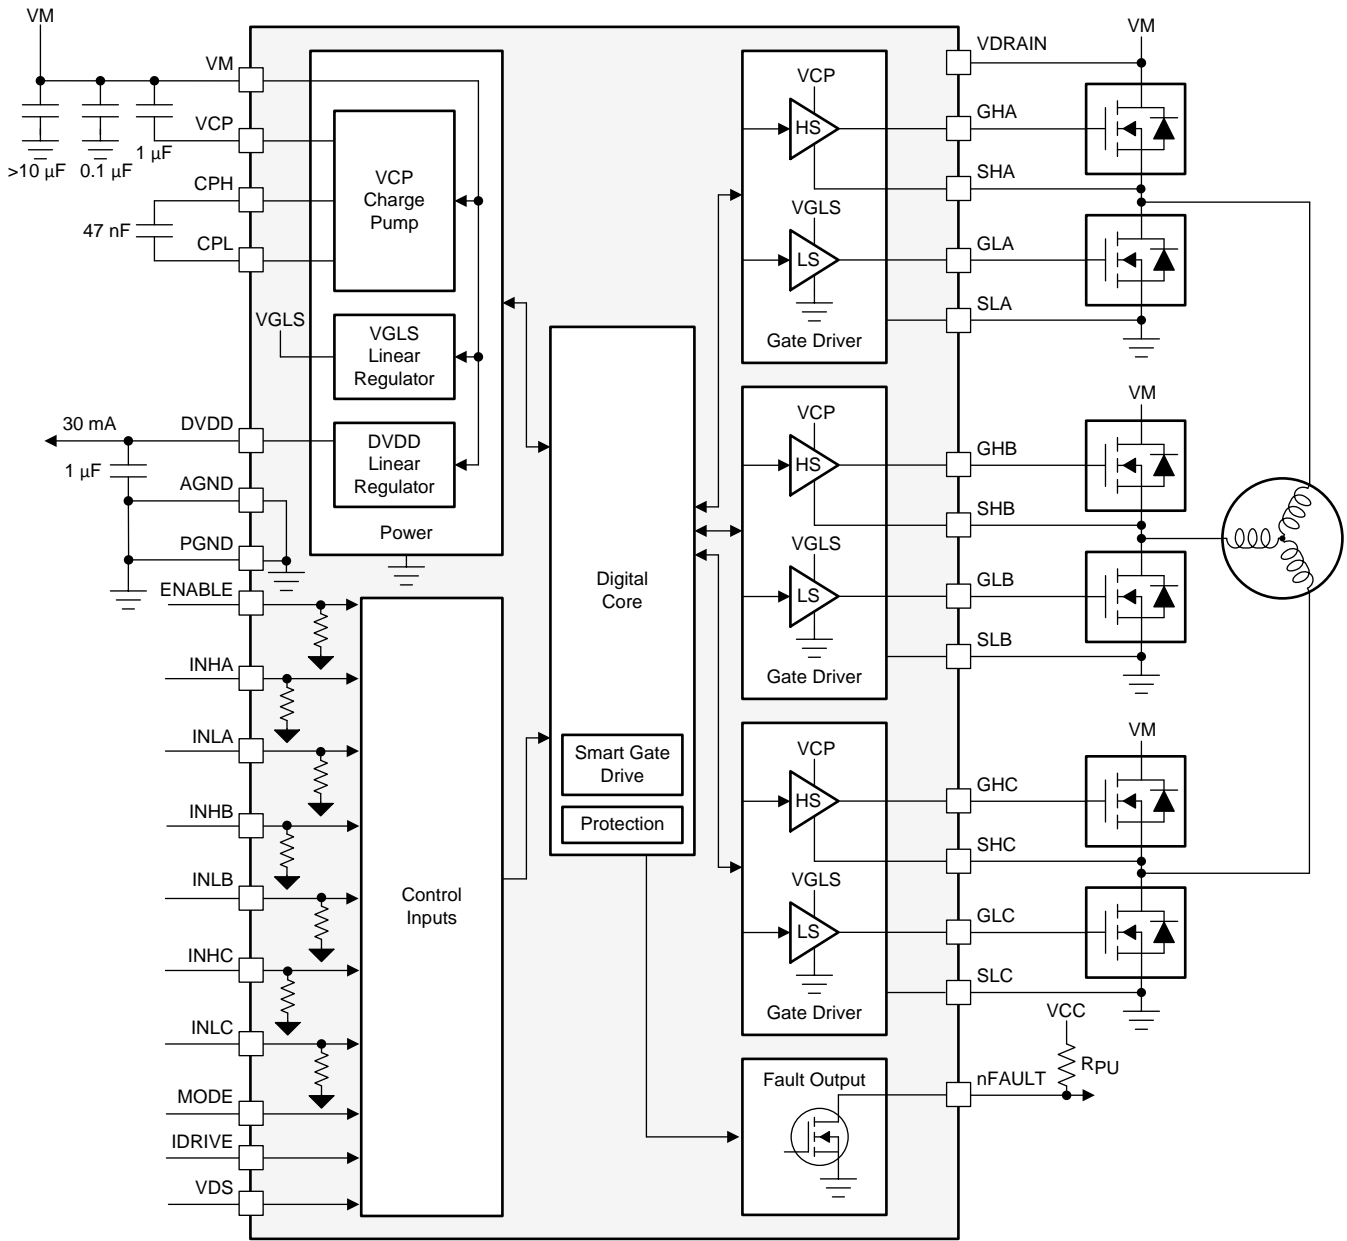 VM
VM
VCP
>10 µF
0.1 µF
1 µF
CPH
47 nF
CPL
VCP
Charge
Pump
VGLS
VGLS
Linear
Regulator
30 mA
DVDD
1 µF
DVDD
Linear
Regulator
AGND
PGND
Power
ENABLE
INHA
INLA
INHB
INLB
INHC
INLC
MODE
IDRIVE
VDS
Control
Inputs
Digital
Core
Smart Gate
Drive
Protection
VCP
HS
VGLS
LS
Gate Driver
VCP
HS
VGLS
LS
Gate Driver
VCP
HS
VGLS
LS
Gate Driver
Fault Output
VDRAIN
VM
GHA
SHA
GLA
SLA
VM
GHB
SHB
GLB
SLB
VM
GHC
SHC
GLC
SLC
VCC
RPU
nFAULT